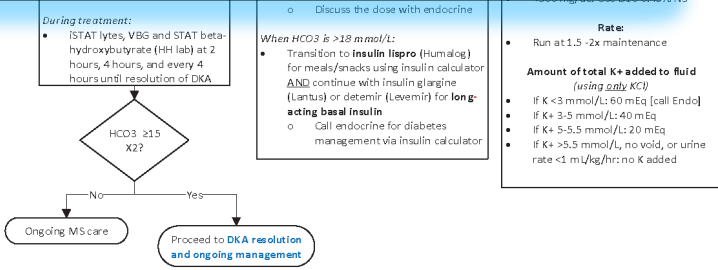 During treatment:
• iSTAT lytes, VBG and STAT beta-
hydroxybutyrate (HH lab) at 2
hours, 4 hours, and every 4
hours until resolution of DKA
HCO3 ≥15
X2?
No
Yes
Ongoing MS care
Proceed to DKA resolution
and ongoing management
o Discuss the dose with endocrine
When HCO3 is >18 mmol/L:
• Transition to insulin lispro (Humalog)
for meals/snacks using insulin calculator
AND continue with insulin glargine
(Lantus) or detemir (Levemir) for long-
acting basal insulin
o Call endocrine for diabetes
management via insulin calculator
Rate:
• Run at 1.5 -2x maintenance
Amount of total K+ added to fluid
(using only KCl)
• If K <3 mmol/L: 60 mEq [call Endo]
• If K+ 3-5 mmol/L: 40 mEq
• If K+ 5-5.5 mmol/L: 20 mEq
• If K+ >5.5 mmol/L, no void, or urine
rate <1 mL/kg/hr: no K added